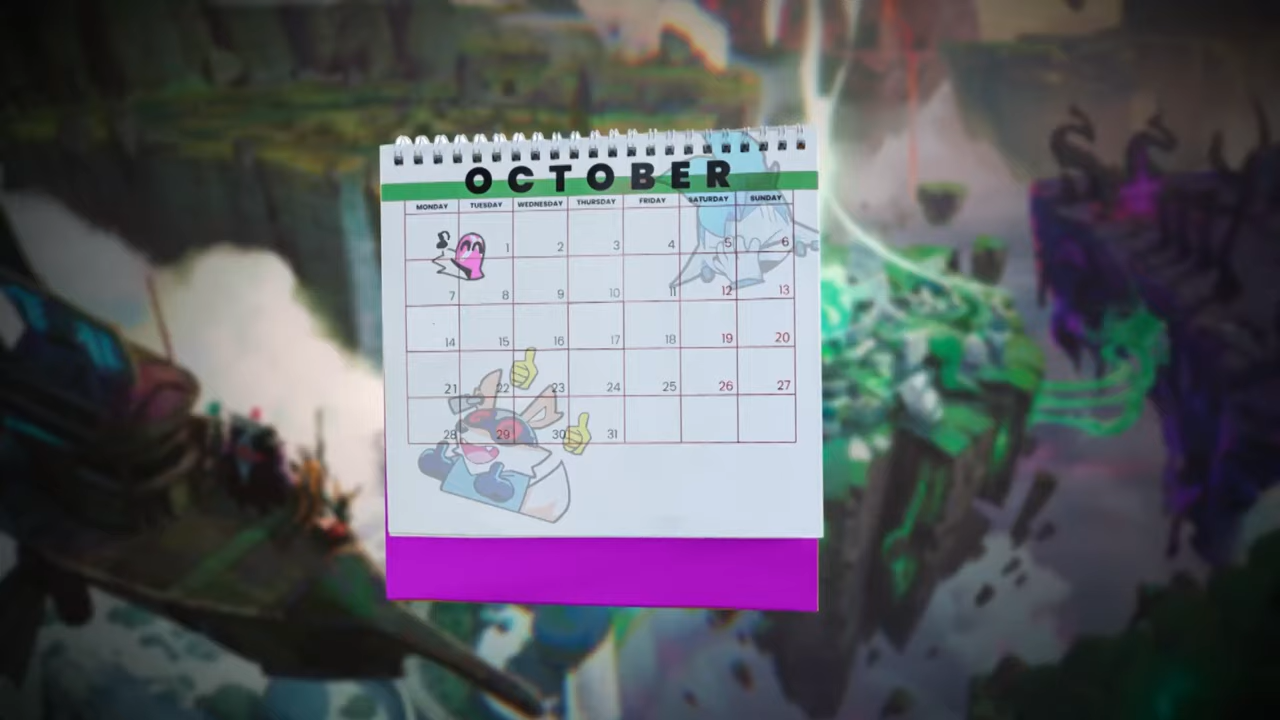 OCTOBER
MONDAY TUESDAY WEDNESDAY THURSDAY FRIDAY SATURDAY SUNDAY
1 2 3 4 5 6
7 8 9 10 11 12 13
14 15 16 17 18 19 20
21 22 23 24 25 26 27
28 29 30 31